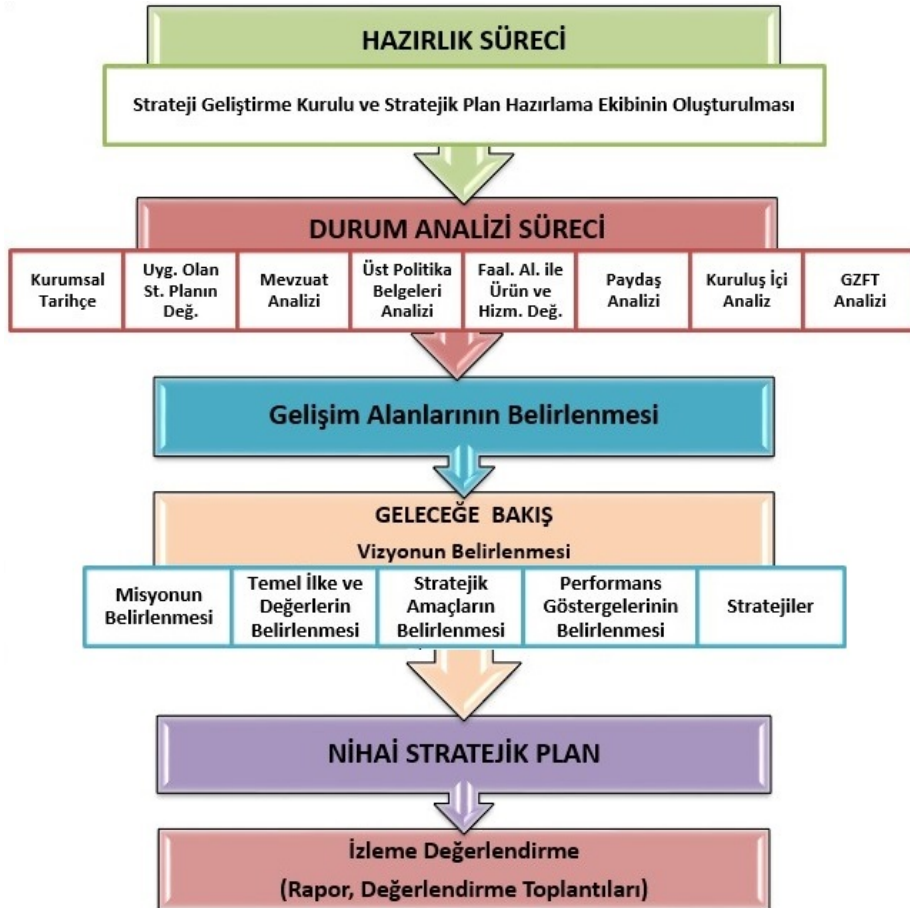 HAZIRLIK SÜRECİ
Strateji Geliştirme Kurulu ve Stratejik Plan Hazırlama Ekibinin Oluşturulması
DURUM ANALİZİ SÜRECİ
Kurumsal
Tarihçe
Uyg. Olan
St. Planın
Değ.
Mevzuat
Analizi
Üst Politika
Belgeleri
Analizi
Faal. Al. ile
Ürün ve
Hizm. Değ.
Paydaş
Analizi
Kuruluş İçi
Analiz
GZFT
Analizi
Gelişim Alanlarının Belirlenmesi
GELECEĞE BAKIŞ
Vizyonun Belirlenmesi
Misyonun
Belirlenmesi
Temel İlke ve
Değerlerin
Belirlenmesi
Stratejik
Amaçların
Belirlenmesi
Performans
Göstergelerinin
Belirlenmesi
Stratejiler
NİHAİ STRATEJİK PLAN
İzleme Değerlendirme
(Rapor, Değerlendirme Toplantıları)